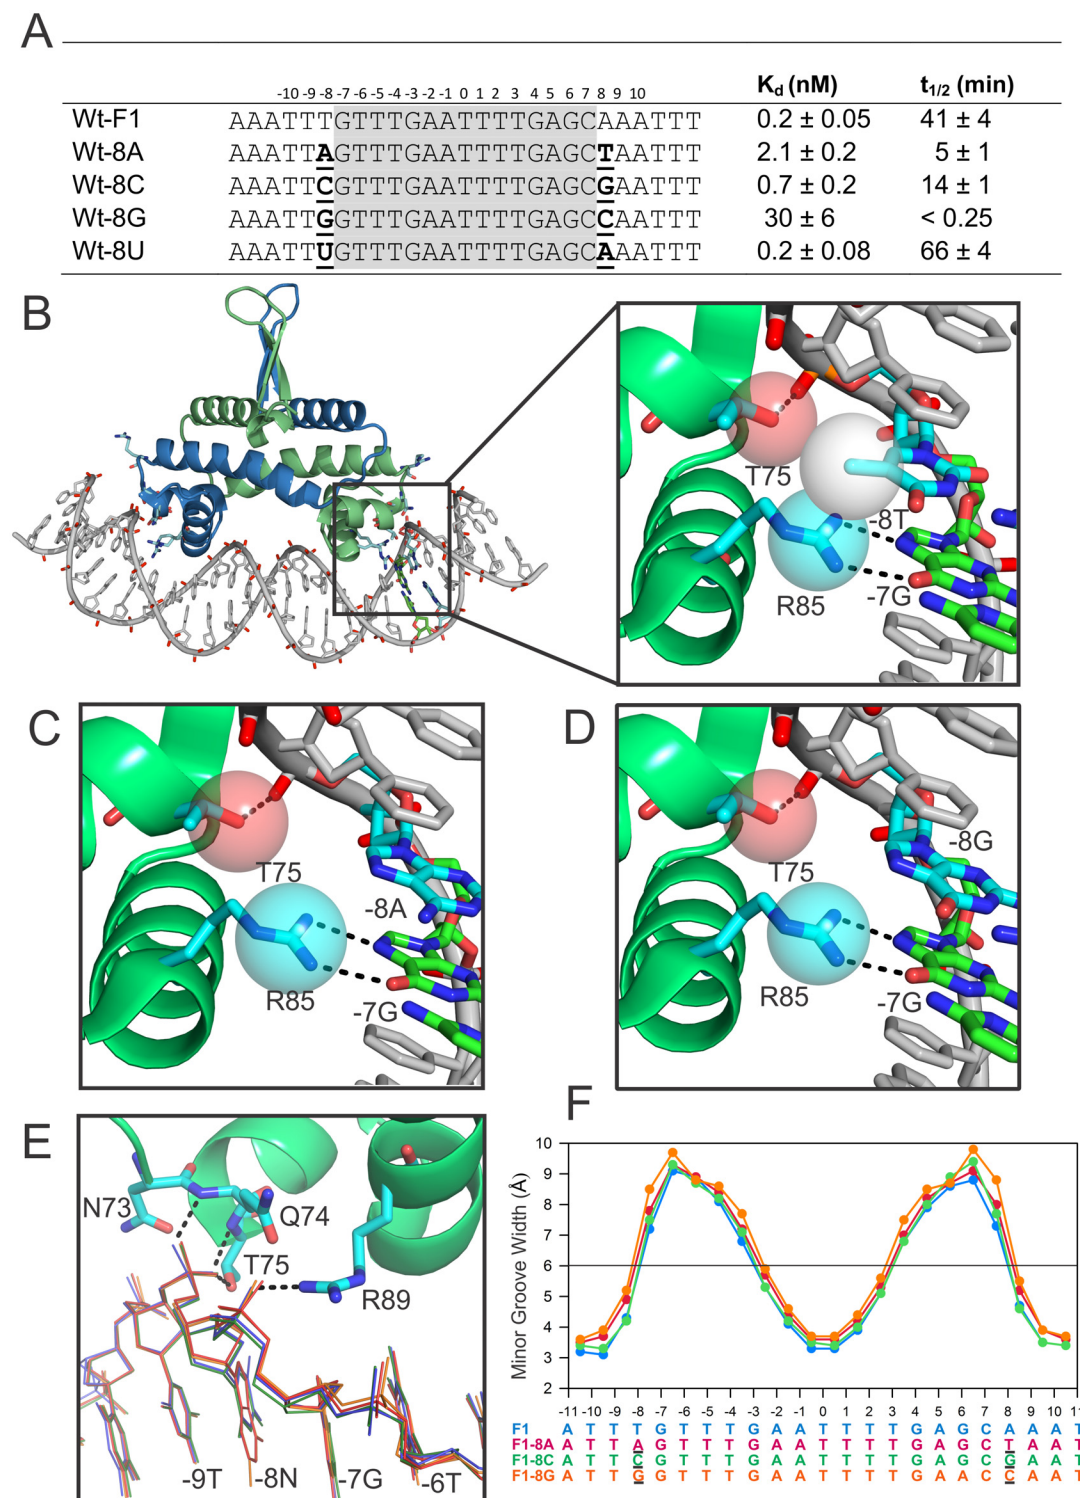 A
-10 -9 -8 -7 -6 -5 -4 -3 -2 -1 0 1 2 3 4 5 6 7 8 9 10 Kd (nM) t1/2 (min)
Wt-F1 AAATTTGTTTGAATTTTGAGCAAATTT 0.2 ± 0.05 41 ± 4
Wt-8A AAATTAGTTTGAATTTTGAGCTAATTT 2.1 ± 0.2 5 ± 1
Wt-8C AAATTCGTTTGAATTTTGAGCGAATTT 0.7 ± 0.2 14 ± 1
Wt-8G AAATTGGTTTGAATTTTGAGCCAATTT 30 ± 6 < 0.25
Wt-8U AAATTUGTTTGAATTTTGAGCAAATTT 0.2 ± 0.08 66 ± 4
B
T75
-8T
-7G
R85
C
T75
-8A
R85
-7G
D
T75
-8G
R85
-7G
E
N73
Q74
T75
R89
-9T
-8N
-7G
-6T
F
Minor Groove Width (Å)
10
9
8
7
6
5
4
3
2
-11 -10 -9 -8 -7 -6 -5 -4 -3 -2 -1 0 1 2 3 4 5 6 7 8 9 10 11
F1 A T T T G T T T G A A T T T T G A G C A A A T
F1-8A A T T A G T T T G A A T T T T G A G C T A A T
F1-8C A T T C G T T T G A A T T T T G A G C G A A T
F1-8G A T T G G T T T G A A T T T T G A A C C A A T